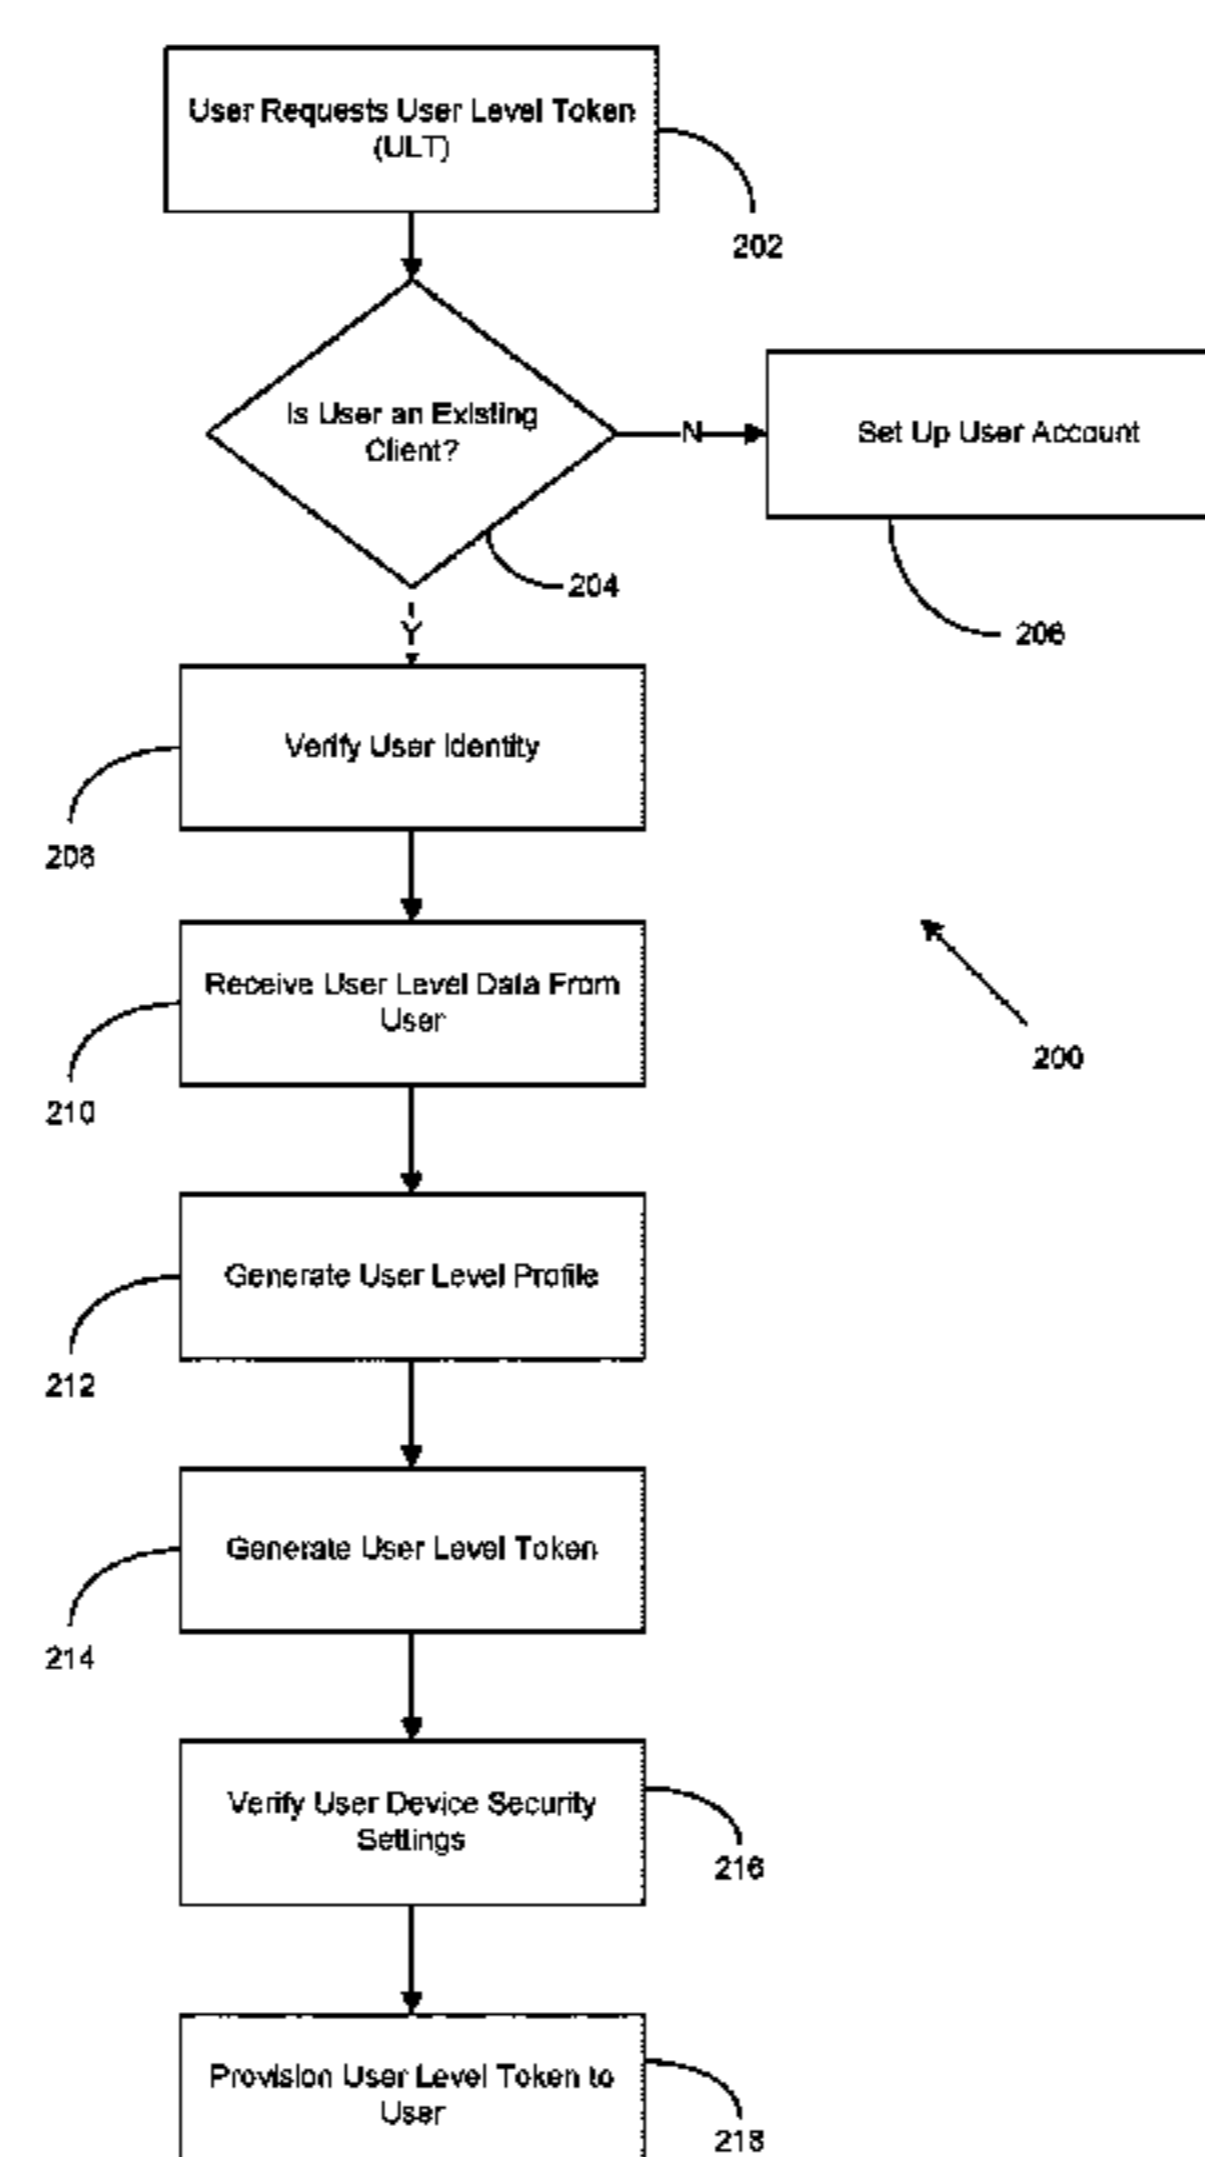 User Requests User Level Token
(ULT)
202
Is User an Existing
Client?
N
Set Up User Account
204
206
Y
Verify User Identity
208
Receive User Level Data From
User
210
200
Generate User Level Profile
212
Generate User Level Token
214
Verify User Device Security
Settings
216
Provision User Level Token to
User
218